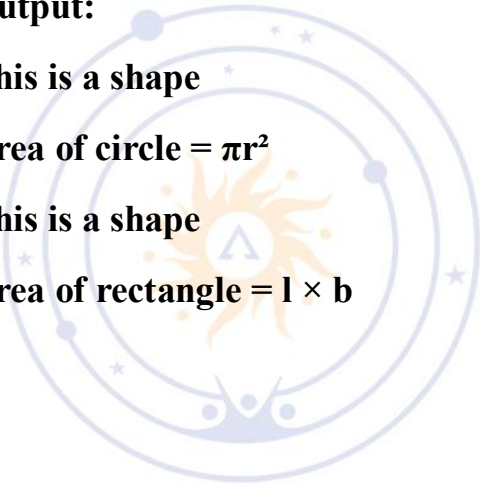 utput:
his is a shape
rea of circle = πr²
his is a shape
rea of rectangle = l × b